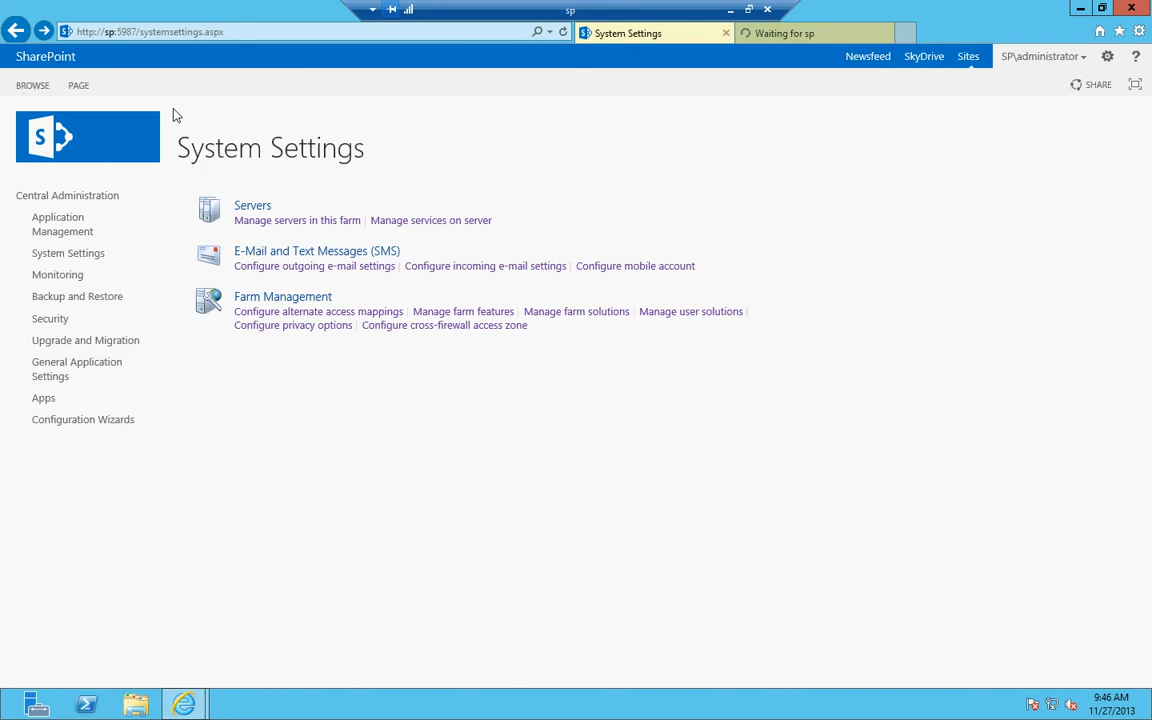 sp
http://sp:5987/systemsettings.aspx
System Settings
Waiting for sp
SharePoint
Newsfeed
SkyDrive
Sites
SP\administrator
?
BROWSE
PAGE
SHARE
S
System Settings
Central Administration
Application
Management
System Settings
Monitoring
Backup and Restore
Security
Upgrade and Migration
General Application
Settings
Apps
Configuration Wizards
Servers
Manage servers in this farm | Manage services on server
E-Mail and Text Messages (SMS)
Configure outgoing e-mail settings | Configure incoming e-mail settings | Configure mobile account
Farm Management
Configure alternate access mappings | Manage farm features | Manage farm solutions | Manage user solutions |
Configure privacy options | Configure cross-firewall access zone
9:46 AM
11/27/2013